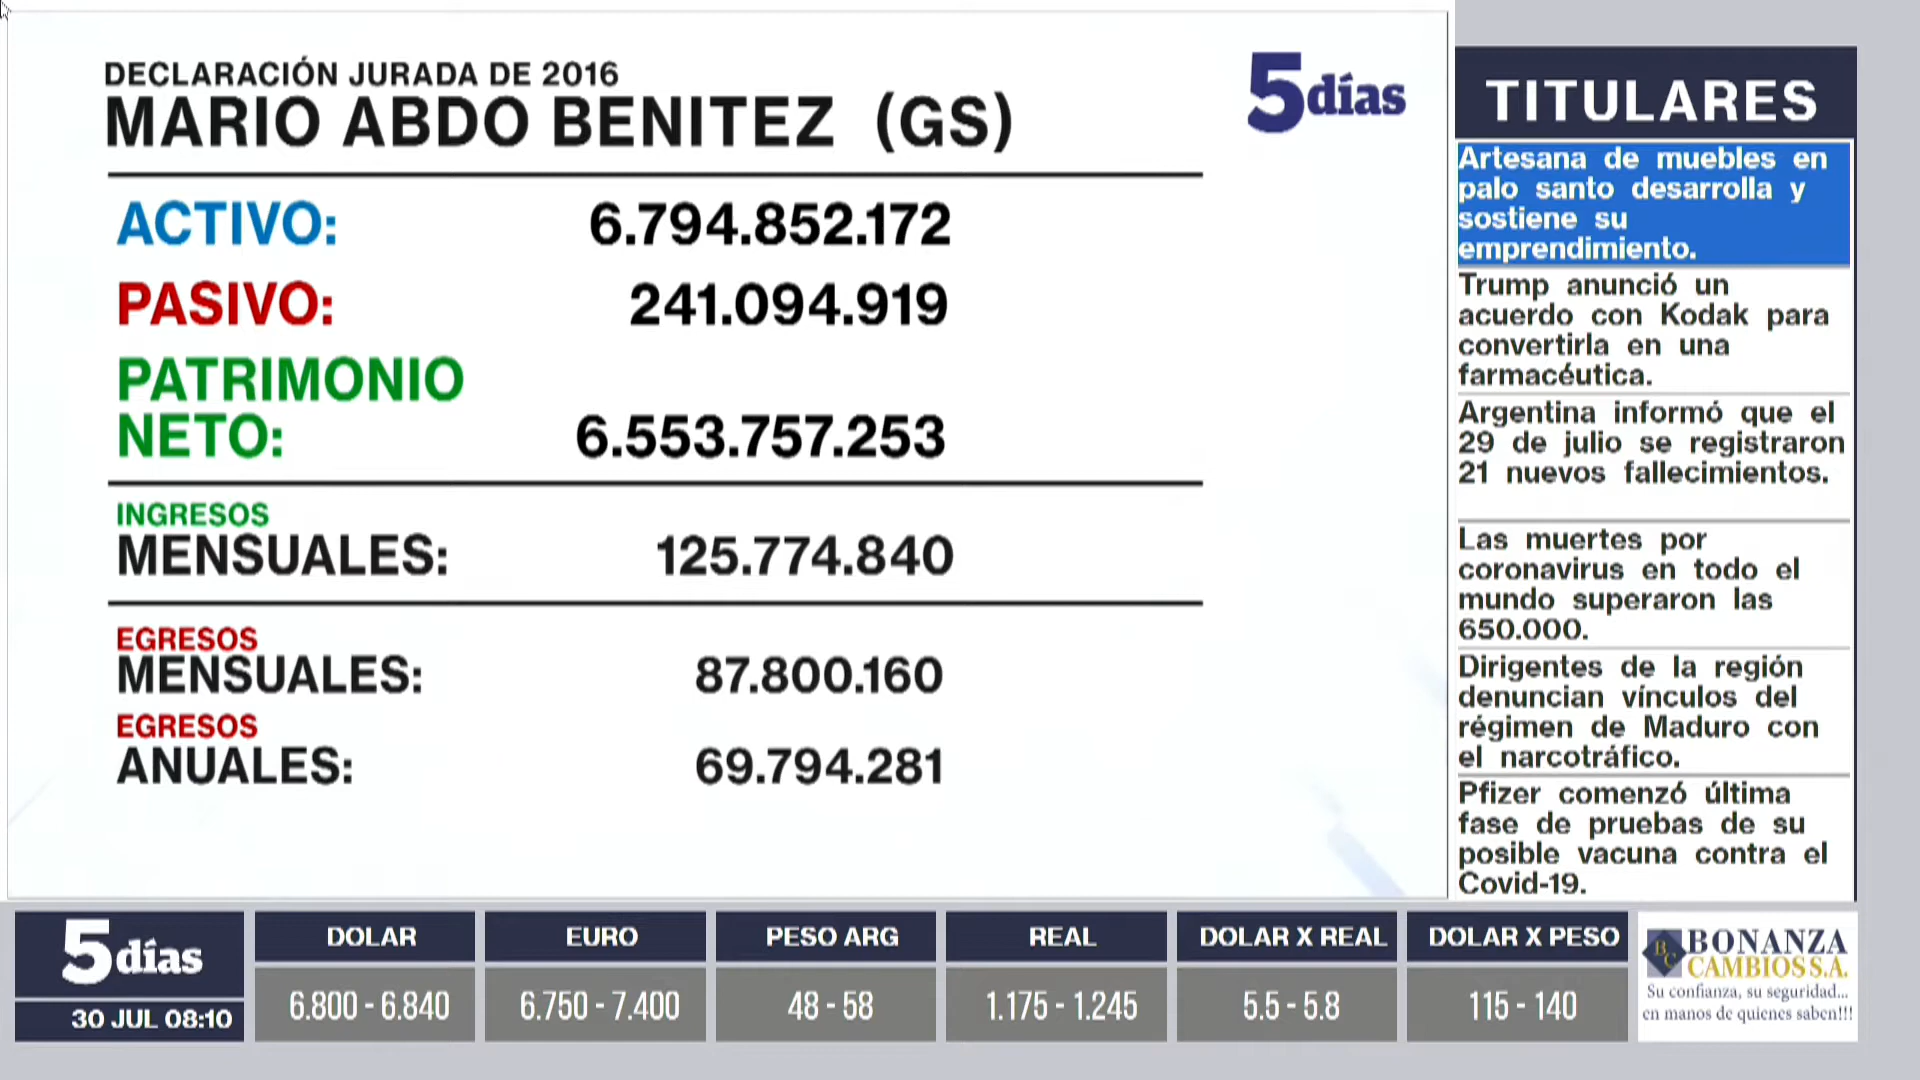 DECLARACIÓN JURADA DE 2016
MARIO ABDO BENITEZ (GS)
5días
ACTIVO: 6.794.852.172
PASIVO: 241.094.919
PATRIMONIO
NETO: 6.553.757.253
INGRESOS
MENSUALES: 125.774.840
EGRESOS
MENSUALES: 87.800.160
EGRESOS
ANUALES: 69.794.281
TITULARES
Artesana de muebles en
palo santo desarrolla y
sostiene su
emprendimiento.
Trump anunció un
acuerdo con Kodak para
convertirla en una
farmacéutica.
Argentina informó que el
29 de julio se registraron
21 nuevos fallecimientos.
Las muertes por
coronavirus en todo el
mundo superaron las
650.000.
Dirigentes de la región
denuncian vínculos del
régimen de Maduro con
el narcotráfico.
Pfizer comenzó última
fase de pruebas de su
posible vacuna contra el
Covid-19.
5días
30 JUL 08:10
DOLAR
6.800 - 6.840
EURO
6.750 - 7.400
PESO ARG
48 - 58
REAL
1.175 - 1.245
DOLAR X REAL
5.5 - 5.8
DOLAR X PESO
115 - 140
BC
BONANZA
CAMBIOS S.A.
Su confianza, su seguridad...
en manos de quienes saben!!!